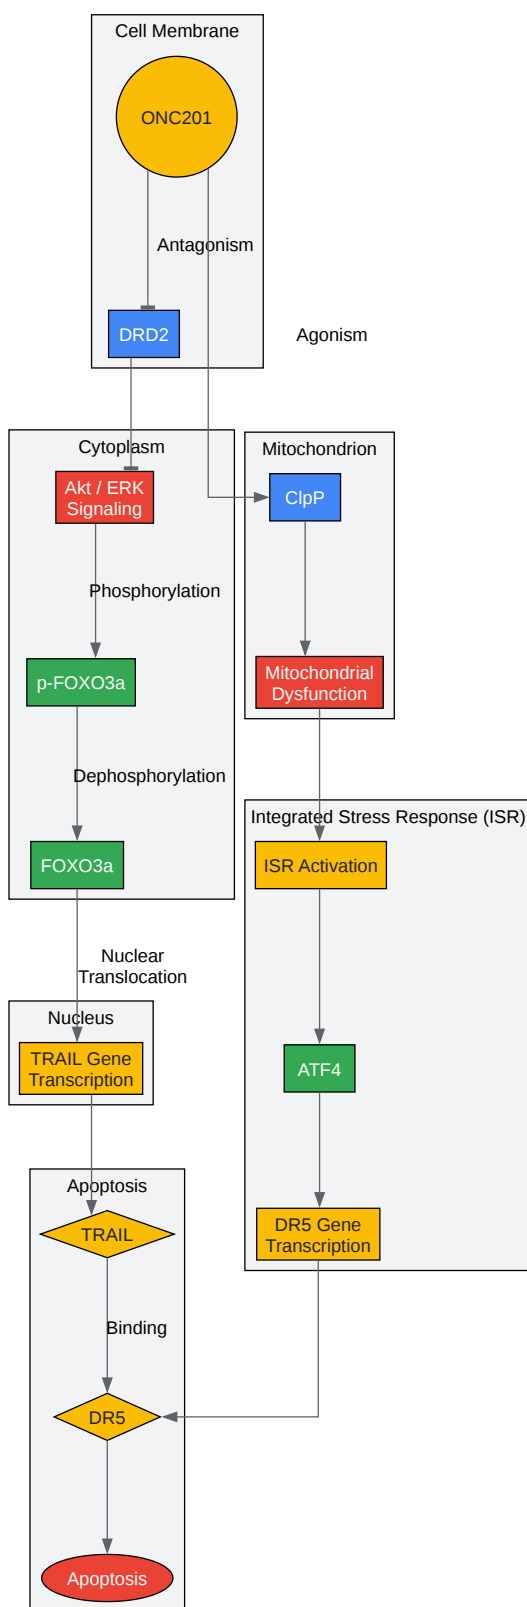 Cell Membrane
ONC201
Antagonism
DRD2
Agonism
Cytoplasm
Mitochondrion
Akt / ERK
Signaling
ClpP
Phosphorylation
p-FOXO3a
Mitochondrial
Dysfunction
Dephosphorylation
Integrated Stress Response (ISR)
FOXO3a
ISR Activation
Nuclear
Translocation
Nucleus
TRAIL Gene
Transcription
ATF4
Apoptosis
TRAIL
DR5 Gene
Transcription
Binding
DR5
Apoptosis